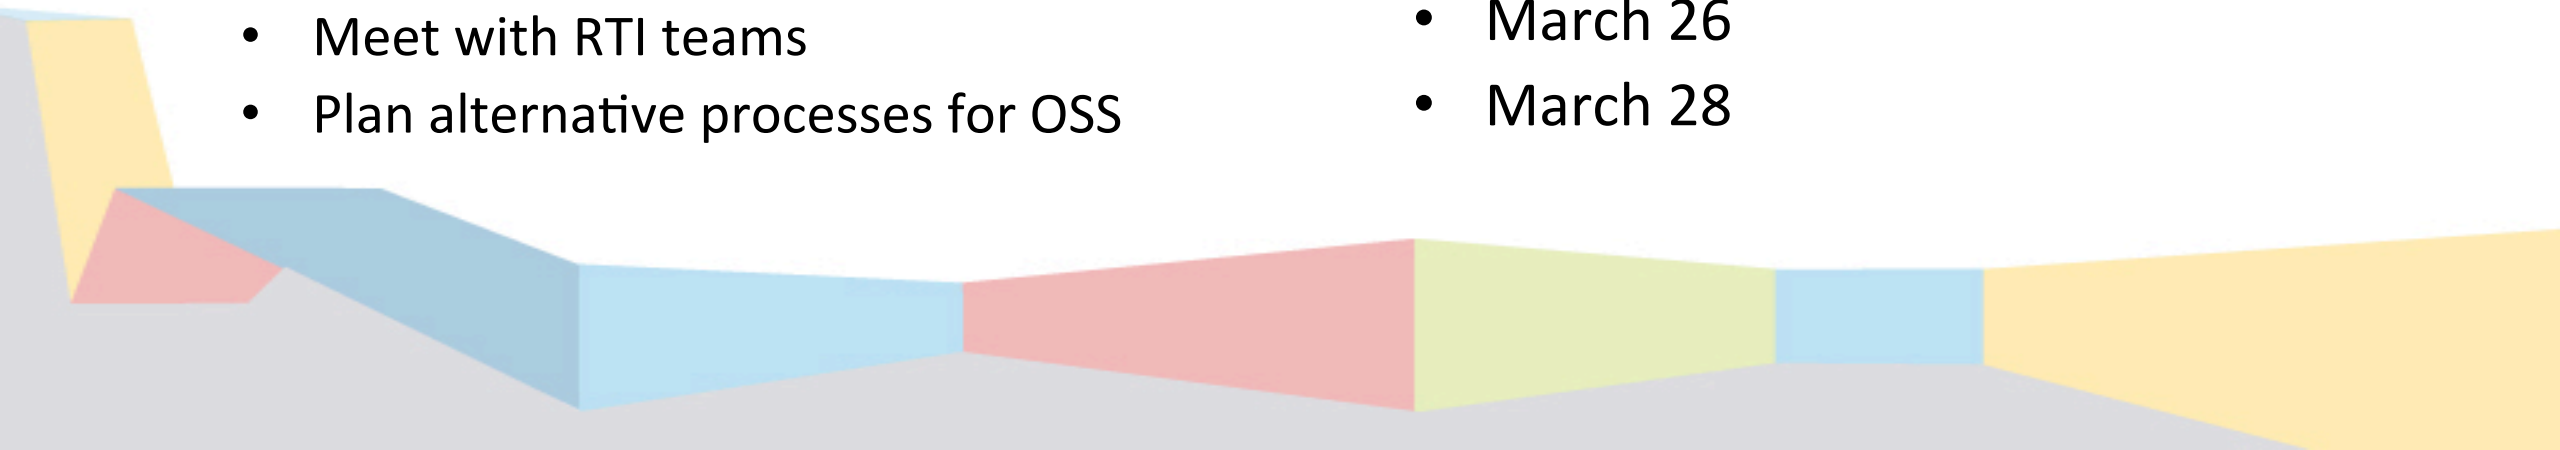 • Meet with RTI teams
• Plan alternative processes for OSS
• March 26
• March 28